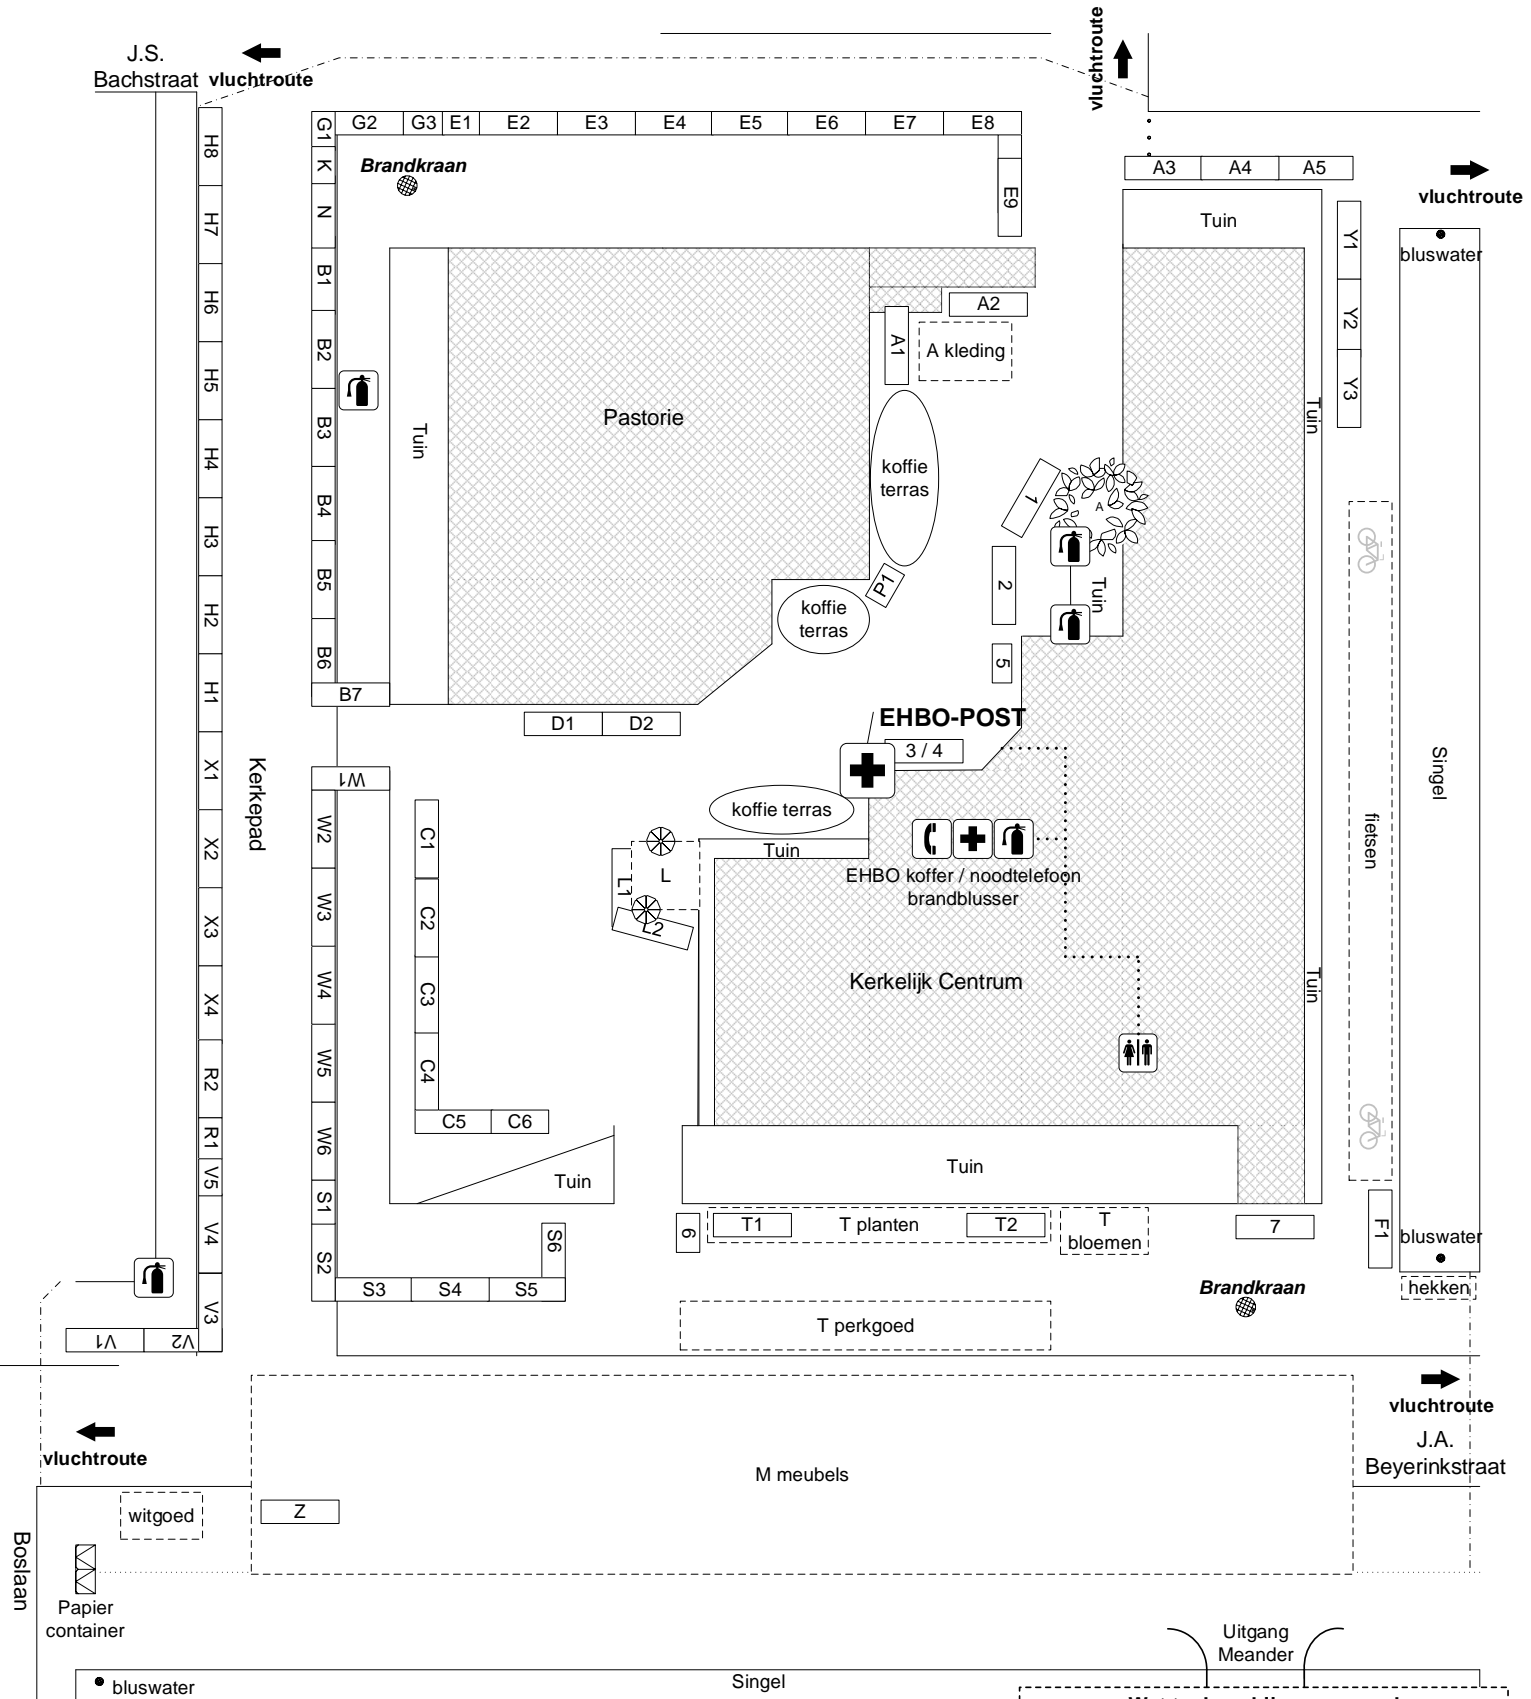 J.S.
Bachstraat
vluchtroute
vluchtroute
G1
G2
G3
E1
E2
E3
E4
E5
E6
E7
E8
E9
A3
A4
A5
vluchtroute
Brandkraan
K
N
B1
B2
B3
B4
B5
B6
B7
H8
H7
H6
H5
H4
H3
H2
H1
X1
X2
X3
X4
R2
R1
V5
V4
V3
V2
V1
Kerkepad
Tuin
Pastorie
A2
A1
A kleding
koffie
terras
koffie
terras
P1
1
2
5
A
Tuin
Tuin
Tuin
Tuin
Y1
Y2
Y3
bluswater
Singel
fietsen
D1
D2
EHBO-POST
3 / 4
koffie terras
Tuin
W1
W2
W3
W4
W5
W6
S1
S2
S3
S4
S5
S6
C1
C2
C3
C4
C5
C6
L
L1
L2
EHBO koffer / noodtelefoon
brandblusser
Kerkelijk Centrum
Tuin
Tuin
6
T1
T planten
T2
T
bloemen
7
F1
bluswater
hekken
Brandkraan
T perkgoed
vluchtroute
J.A.
Beyerinkstraat
vluchtroute
M meubels
Z
witgoed
Boslaan
Papier
container
Uitgang
Meander
bluswater
Singel